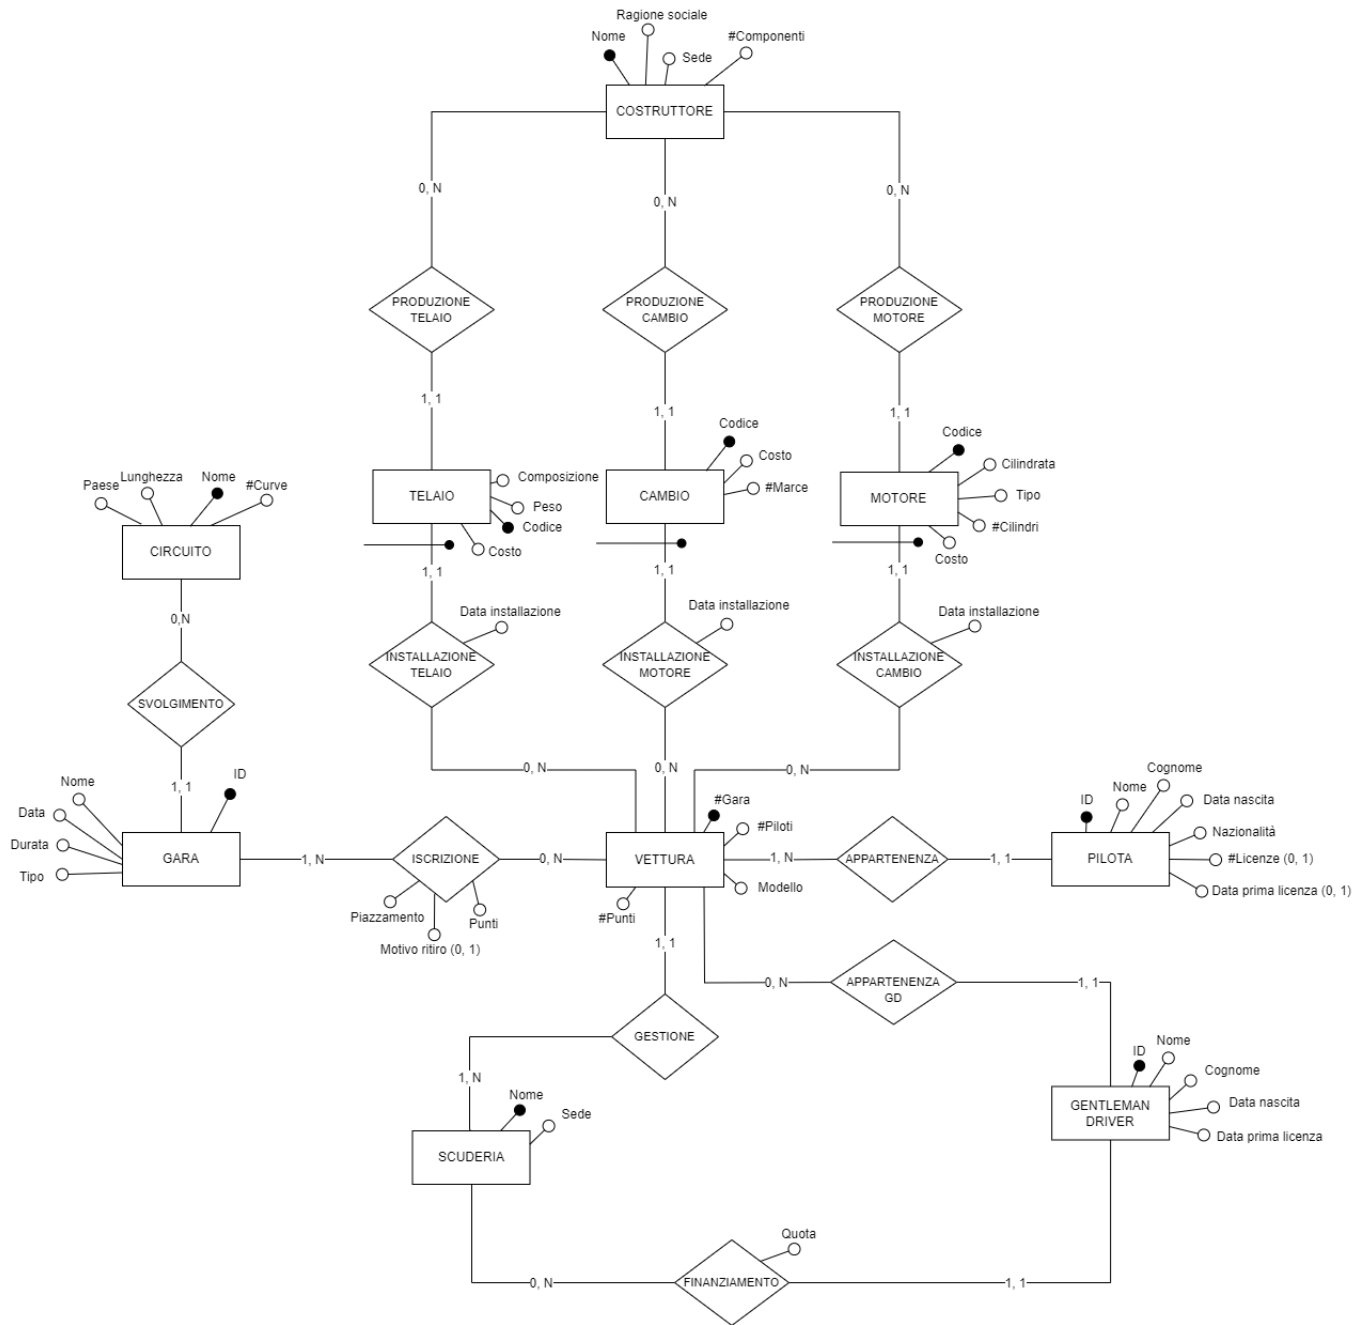 Ragione sociale
Nome
#Componenti
Sede
COSTRUTTORE
0, N
0, N
0, N
PRODUZIONE
TELAIO
PRODUZIONE
CAMBIO
PRODUZIONE
MOTORE
1, 1
1, 1
1, 1
Codice
Costo
#Marce
CAMBIO
Codice
Cilindrata
Tipo
#Cilindri
Costo
MOTORE
Composizione
Peso
Codice
Costo
TELAIO
Paese
Lunghezza
Nome
#Curve
CIRCUITO
1, 1
1, 1
1, 1
Data installazione
Data installazione
Data installazione
INSTALLAZIONE
TELAIO
INSTALLAZIONE
MOTORE
INSTALLAZIONE
CAMBIO
0,N
SVOLGIMENTO
1, 1
0, N
0, N
0, N
Nome
ID
Data
Durata
Tipo
GARA
1, N
ISCRIZIONE
0, N
Piazzamento
Punti
Motivo ritiro (0, 1)
#Gara
#Piloti
VETTURA
Modello
#Punti
1, N
APPARTENENZA
1, 1
ID
Nome
Cognome
Data nascita
Nazionalità
#Licenze (0, 1)
Data prima licenza (0, 1)
PILOTA
1, 1
0, N
APPARTENENZA
GD
1, 1
GESTIONE
1, N
Nome
Sede
SCUDERIA
ID
Nome
Cognome
Data nascita
Data prima licenza
GENTLEMAN
DRIVER
Quota
0, N
FINANZIAMENTO
1, 1